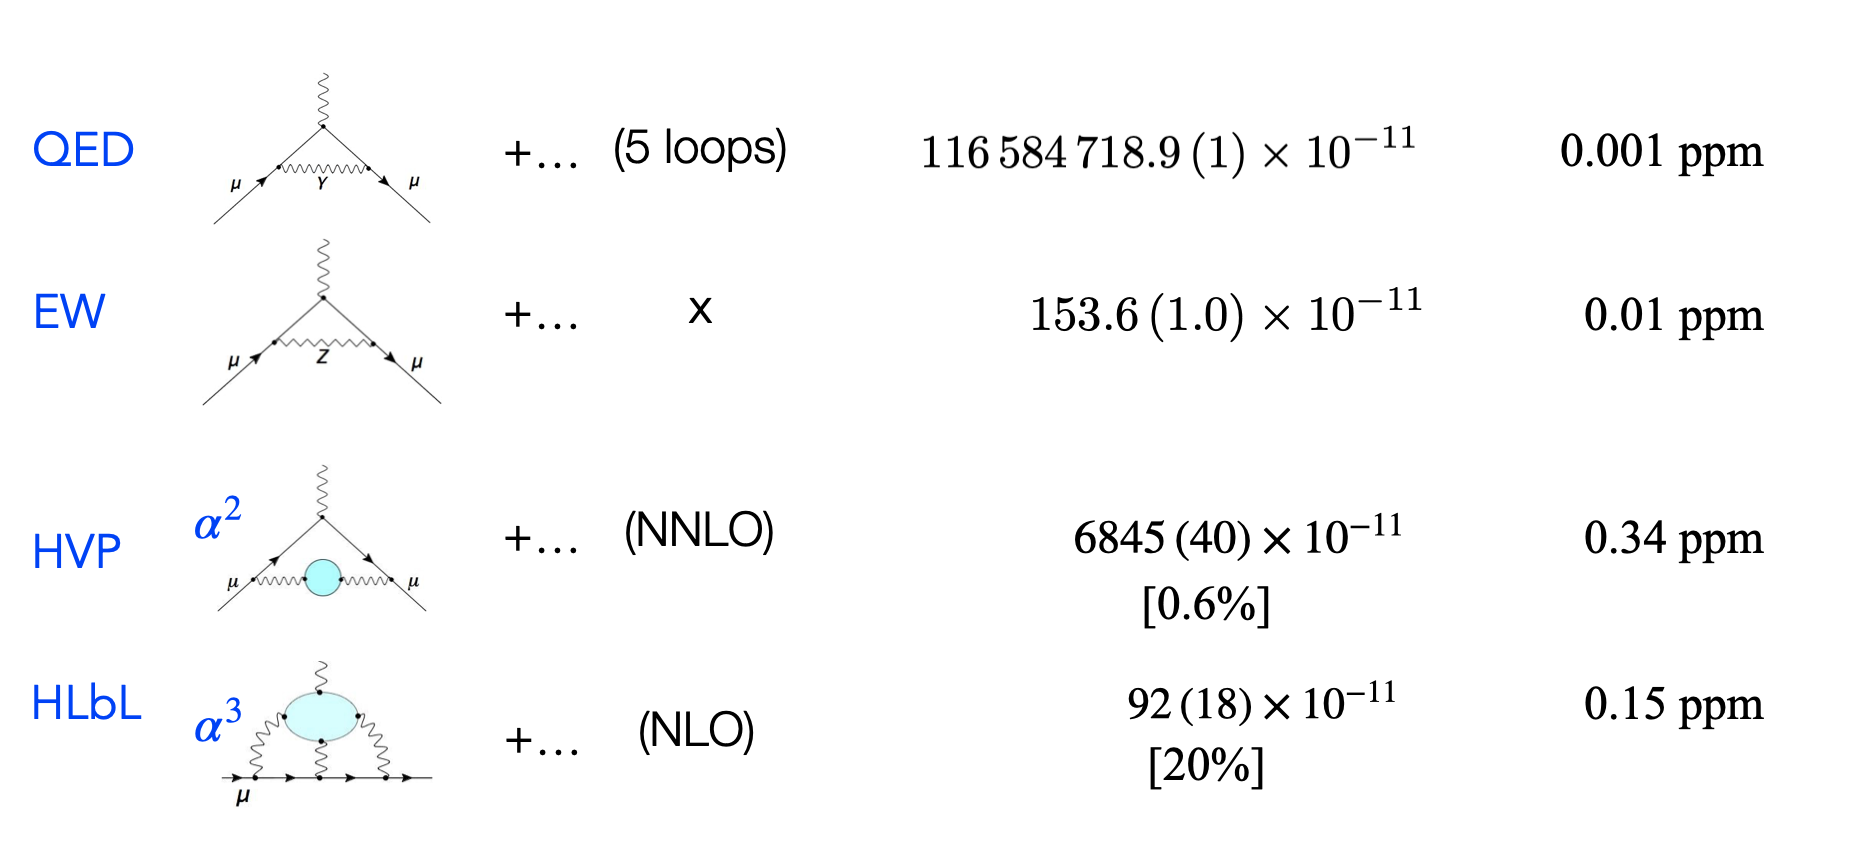 QED μ γ μ +... (5 loops) 116 584 718.9 (1) × 10⁻¹¹ 0.001 ppm
EW μ Z μ +... x 153.6 (1.0) × 10⁻¹¹ 0.01 ppm
HVP α² μ μ +... (NNLO) 6845 (40) × 10⁻¹¹ 0.34 ppm
[0.6%]
HLbL α³ μ +... (NLO) 92 (18) × 10⁻¹¹ 0.15 ppm
[20%]